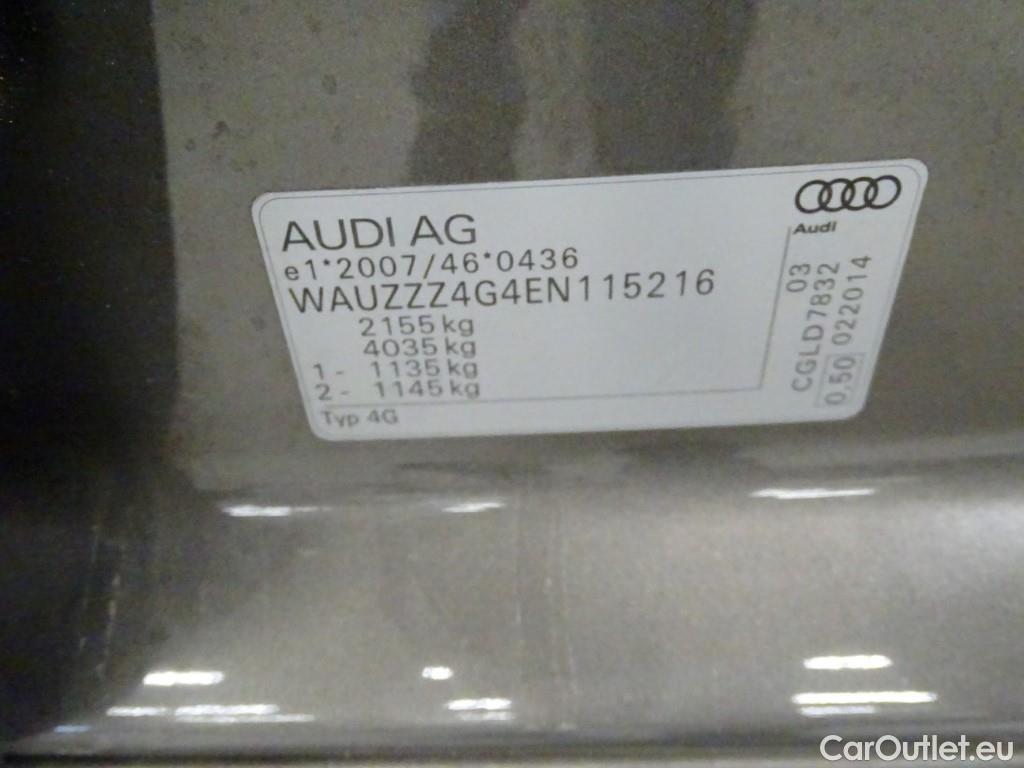 AUDI AG
e1*2007/46*0436
WAUZZZ4G4EN115216
2155 kg
4035 kg
1 - 1135 kg
2 - 1145 kg
Typ 4G
Audi
03
CGLD7832
0,50 022014
CarOutlet.eu